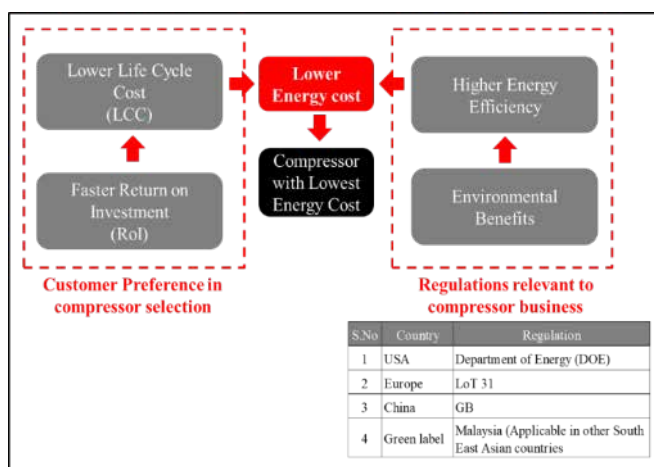 Lower Life Cycle
Cost
(LCC)
Faster Return on
Investment
(RoI)
Customer Preference in
compressor selection
Lower
Energy cost
Compressor
with Lowest
Energy Cost
Higher Energy
Efficiency
Environmental
Benefits
Regulations relevant to
compressor business
S.No Country Regulation
1 USA Department of Energy (DOE)
2 Europe LoT 31
3 China GB
4 Green label Malaysia (Applicable in other South
East Asian countries